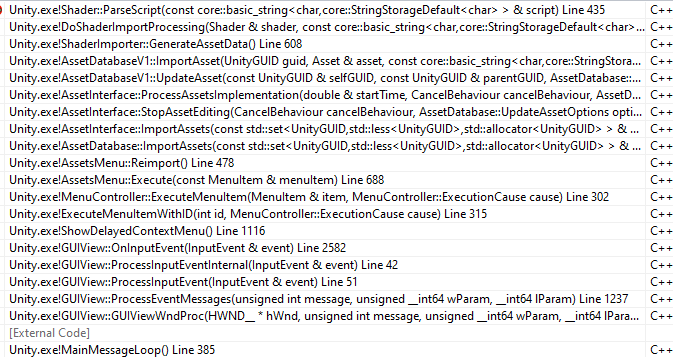 Unity.exe!Shader::ParseScript(const core::basic_string<char,core::StringStorageDefault<char> > & script) Line 435 C++
Unity.exe!DoShaderImportProcessing(Shader & shader, const core::basic_string<char,core::StringStorageDefault<char>... C++
Unity.exe!ShaderImporter::GenerateAssetData() Line 608 C++
Unity.exe!AssetDatabaseV1::ImportAsset(UnityGUID guid, Asset & asset, const core::basic_string<char,core::StringStora... C++
Unity.exe!AssetDatabaseV1::UpdateAsset(const UnityGUID & selfGUID, const UnityGUID & parentGUID, AssetDatabase::... C++
Unity.exe!AssetInterface::ProcessAssetsImplementation(double & startTime, CancelBehaviour cancelBehaviour, AssetD... C++
Unity.exe!AssetInterface::StopAssetEditing(CancelBehaviour cancelBehaviour, AssetDatabase::UpdateAssetOptions opti... C++
Unity.exe!AssetInterface::ImportAssets(const std::set<UnityGUID,std::less<UnityGUID>,std::allocator<UnityGUID> > & ... C++
Unity.exe!AssetDatabase::ImportAssets(const std::set<UnityGUID,std::less<UnityGUID>,std::allocator<UnityGUID> > & ... C++
Unity.exe!AssetsMenu::Reimport() Line 478 C++
Unity.exe!AssetsMenu::Execute(const MenuItem & menuItem) Line 688 C++
Unity.exe!MenuController::ExecuteMenuItem(MenuItem & item, MenuController::ExecutionCause cause) Line 302 C++
Unity.exe!ExecuteMenuItemWithID(int id, MenuController::ExecutionCause cause) Line 315 C++
Unity.exe!ShowDelayedContextMenu() Line 1116 C++
Unity.exe!GUIView::OnInputEvent(InputEvent & event) Line 2582 C++
Unity.exe!GUIView::ProcessInputEventInternal(InputEvent & event) Line 42 C++
Unity.exe!GUIView::ProcessInputEvent(InputEvent & event) Line 51 C++
Unity.exe!GUIView::ProcessEventMessages(unsigned int message, unsigned __int64 wParam, __int64 lParam) Line 1237 C++
Unity.exe!GUIView::GUIViewWndProc(HWND__ * hWnd, unsigned int message, unsigned __int64 wParam, __int64 lPara... C++
[External Code]
Unity.exe!MainMessageLoop() Line 385 C++